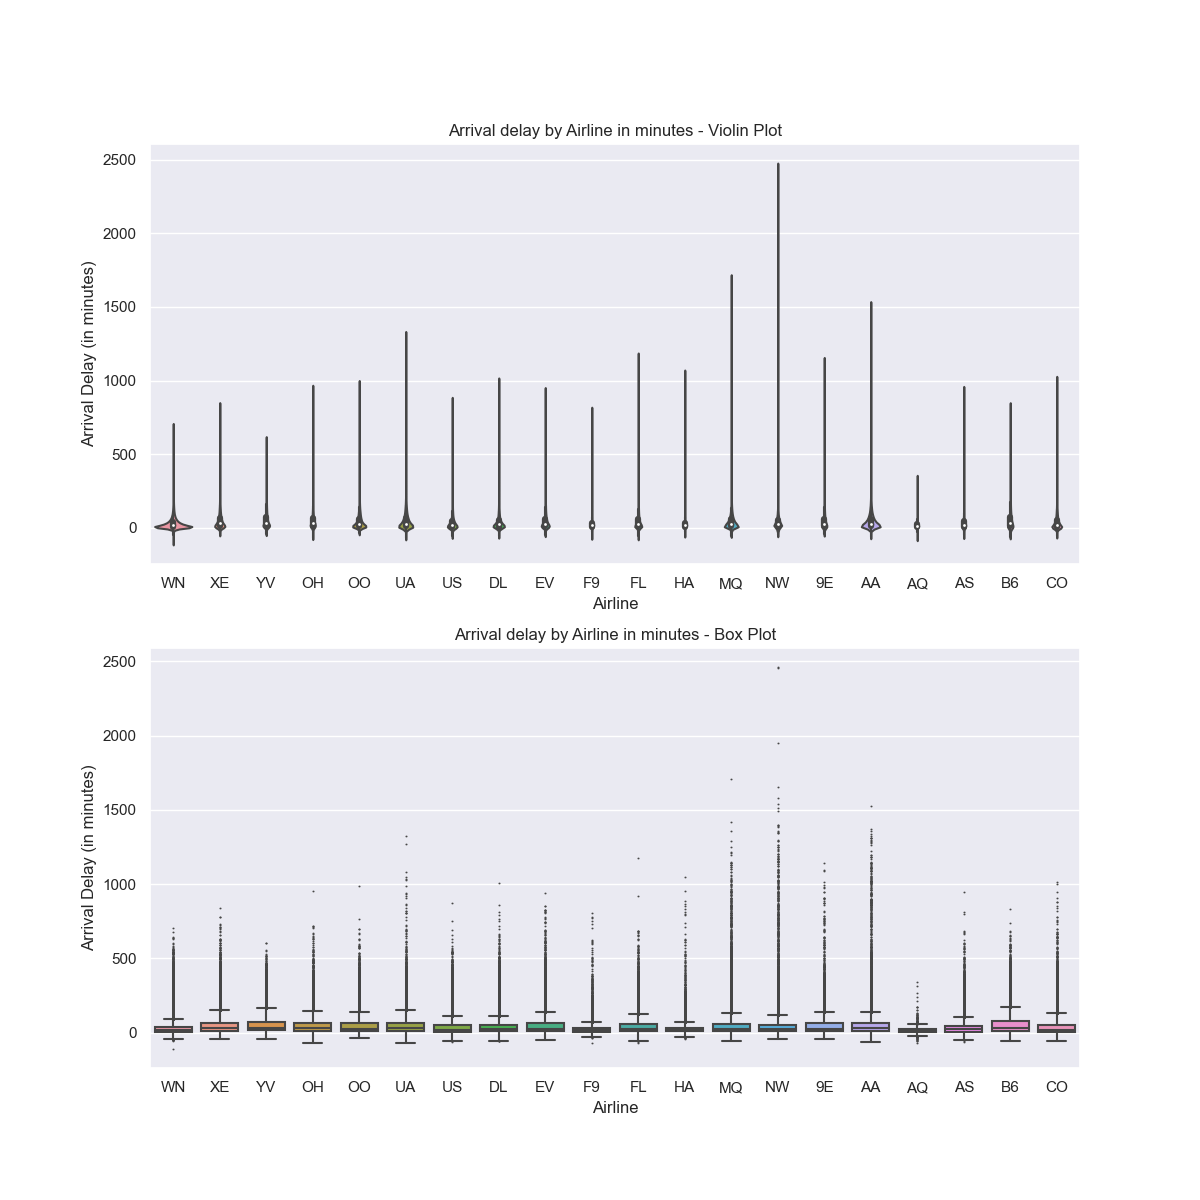 Arrival delay by Airline in minutes - Violin Plot
2500
2000
1500
1000
500
0
Arrival Delay (in minutes)
WN XE YV OH OO UA US DL EV F9 FL HA MQ NW 9E AA AQ AS B6 CO
Airline
Arrival delay by Airline in minutes - Box Plot
2500
2000
1500
1000
500
0
Arrival Delay (in minutes)
WN XE YV OH OO UA US DL EV F9 FL HA MQ NW 9E AA AQ AS B6 CO
Airline